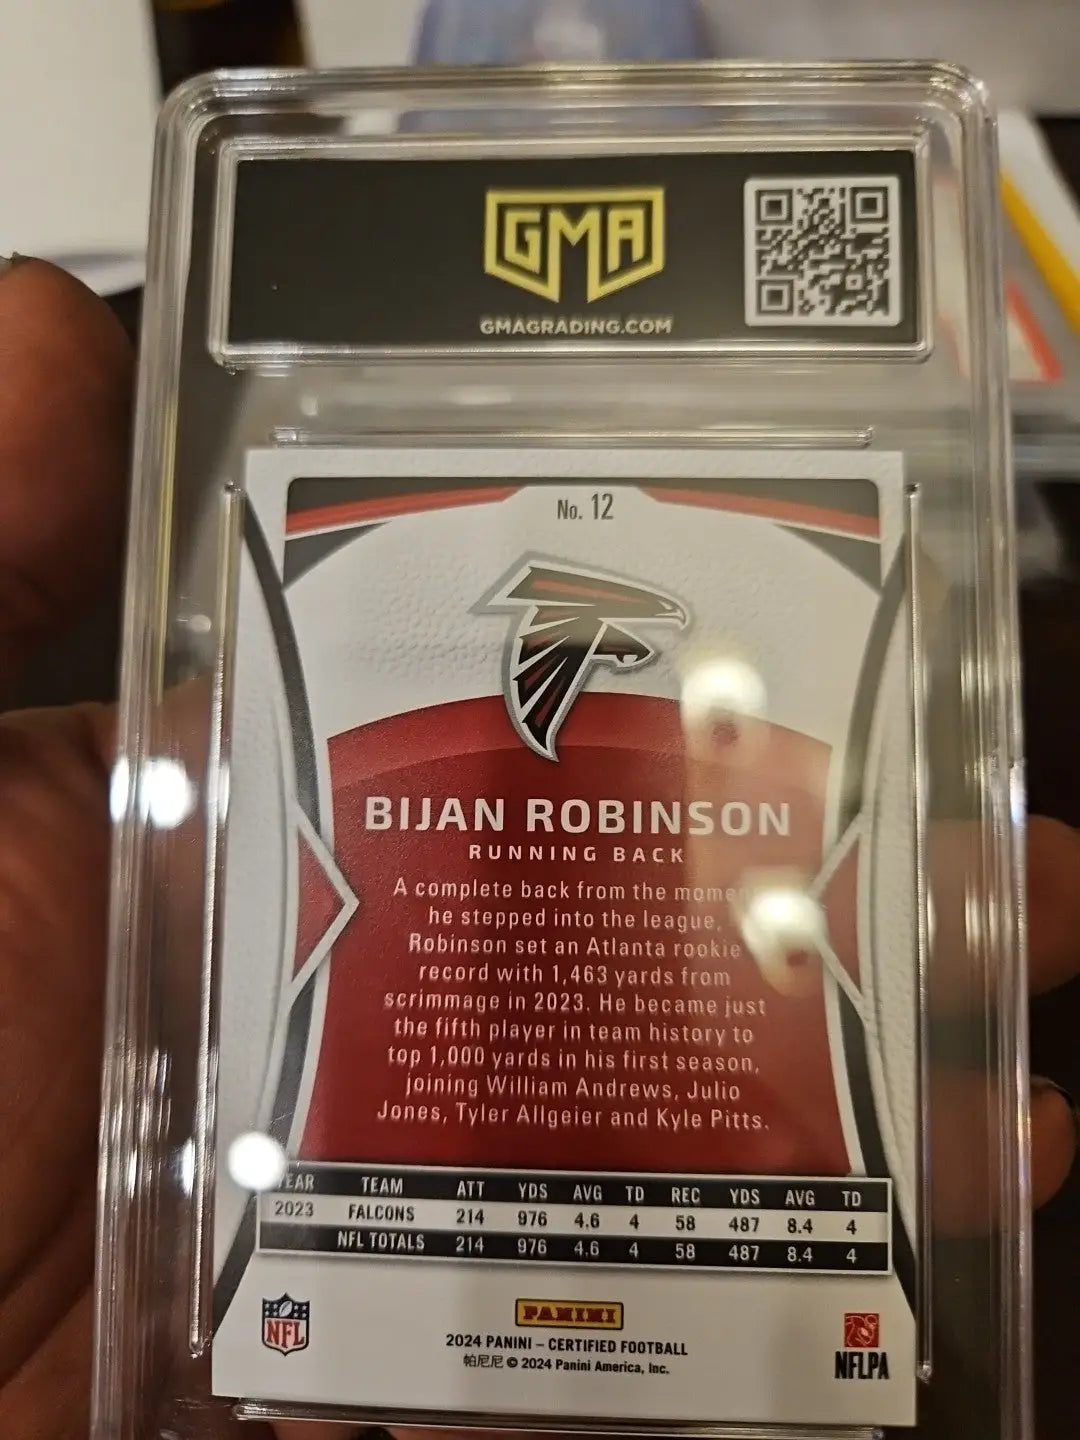 GMA
GMAGRADING.COM
No. 12
BIJAN ROBINSON
RUNNING BACK
A complete back from the
he stepped into the league,
Robinson set an Atlanta rookie
record with 1,463 yards from
scrimmage in 2023. He became just
the fifth player in team history to
top 1,000 yards in his first season,
joining William Andrews, Julio
Jones, Tyler Allgeier and Kyle Pitts.
YEAR TEAM ATT YDS AVG TD REC YDS AVG TD
2023 FALCONS 214 976 4.6 4 58 487 8.4 4
NFL TOTALS 214 976 4.6 4 58 487 8.4 4
NFL
PANINI
2024 PANINI – CERTIFIED FOOTBALL
帕尼尼 © 2024 Panini America, Inc.
NFLPA